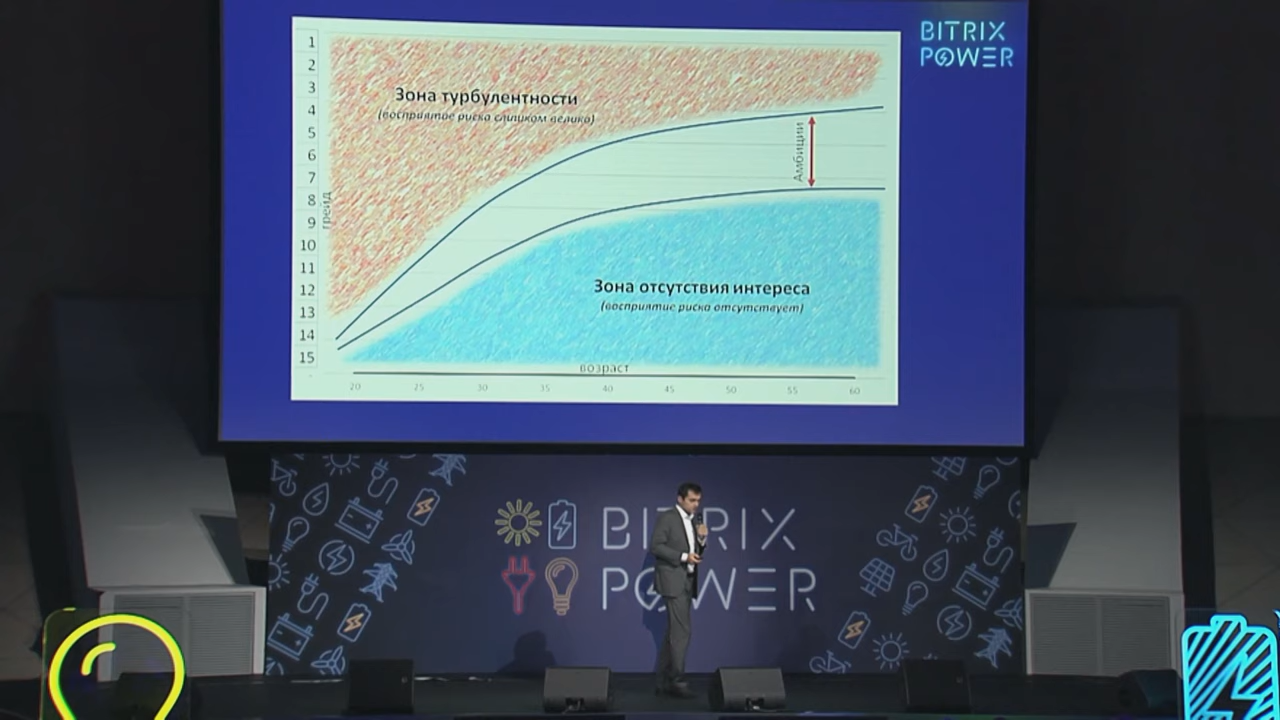 BITRIX
POWER
1
2
3
4
5
6
7
8
9
10
11
12
13
14
15
грейд
Зона турбулентности
(восприятое риска слишком велико)
Амбиции
Зона отсутствия интереса
(восприятие риска отсутствует)
возраст
20 25 30 35 40 45 50 55 60
BITRIX
POWER